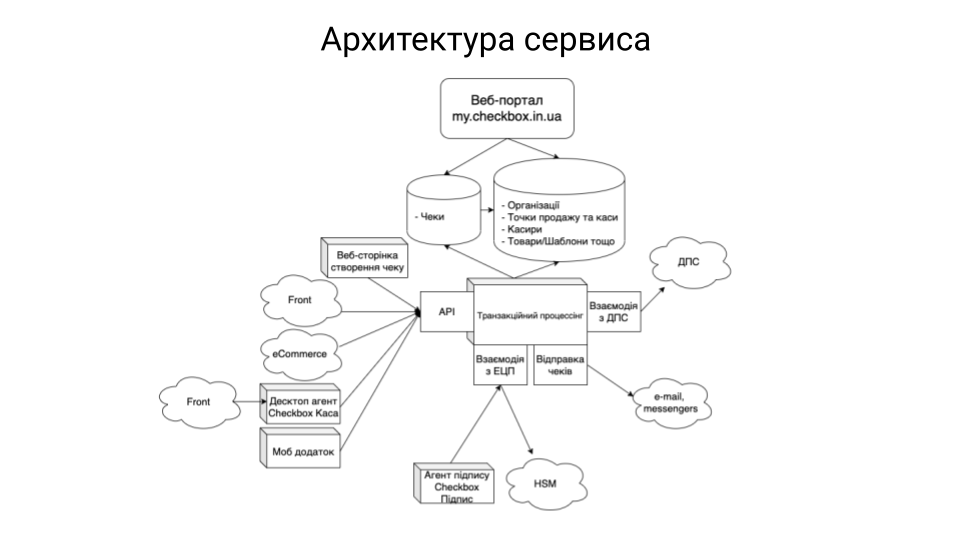 Архитектура сервиса
Веб-портал
my.checkbox.in.ua
- Чеки
- Організації
- Точки продажу та каси
- Касири
- Товари/Шаблони тощо
Веб-сторінка
створення чеку
ДПС
Front
API
Транзакційний процессінг
Взаємодія
з ДПС
eCommerce
Взаємодія
з ЕЦП
Відправка
чеків
Front
Десктоп агент
Checkbox Каса
e-mail,
messengers
Моб додаток
Агент підпису
Checkbox
Підпис
HSM